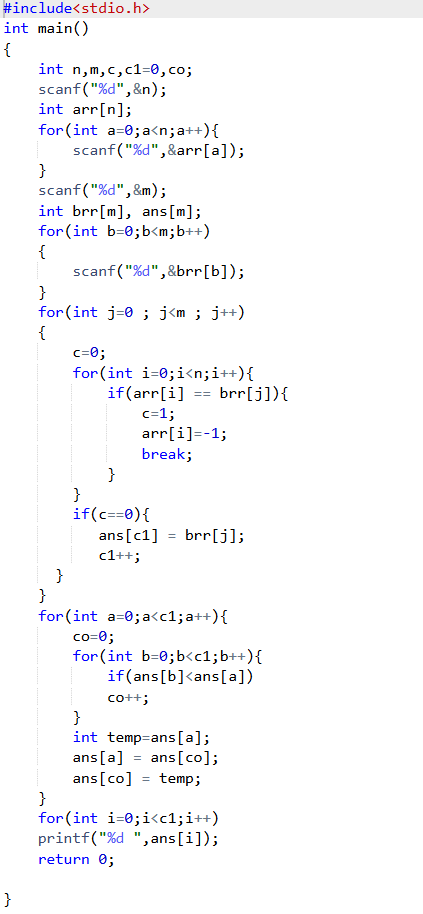 #include<stdio.h>
int main()
{
    int n,m,c,c1=0,co;
    scanf("%d",&n);
    int arr[n];
    for(int a=0;a<n;a++){
        scanf("%d",&arr[a]);
    }
    scanf("%d",&m);
    int brr[m], ans[m];
    for(int b=0;b<m;b++)
    {
        scanf("%d",&brr[b]);
    }
    for(int j=0 ; j<m ; j++)
    {
        c=0;
        for(int i=0;i<n;i++){
            if(arr[i] == brr[j]){
                c=1;
                arr[i]=-1;
                break;
            }
        }
        if(c==0){
           ans[c1] = brr[j];
           c1++;
      }
    }
    for(int a=0;a<c1;a++){
        co=0;
        for(int b=0;b<c1;b++){
            if(ans[b]<ans[a])
            co++;
        }
        int temp=ans[a];
        ans[a] = ans[co];
        ans[co] = temp;
    }
    for(int i=0;i<c1;i++)
    printf("%d ",ans[i]);
    return 0;
}